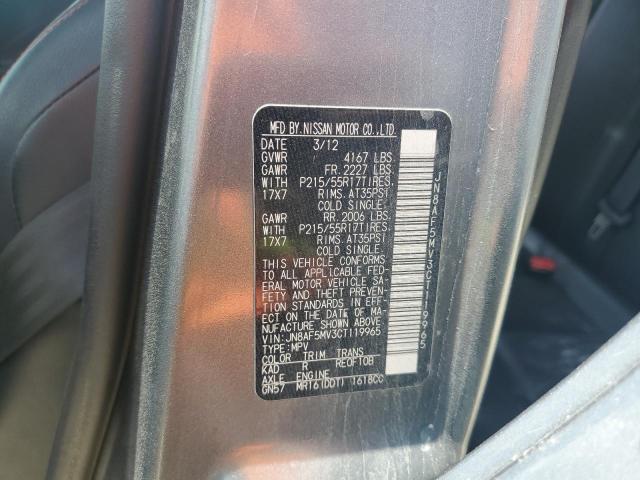 MFD BY.NISSAN MOTOR CO.,LTD.
DATE 3/12
GVWR 4167 LBS.
GAWR FR. 2227 LBS.
WITH P215/55R17TIRES,
17X7 RIMS. AT35PSI
COLD SINGLE.
GAWR RR. 2006 LBS.
WITH P215/55R17TIRES,
17X7 RIMS. AT35PSI
COLD SINGLE.
THIS VEHICLE CONFORMS
TO ALL APPLICABLE FED-
ERAL MOTOR VEHICLE SA-
FETY AND THEFT PREVEN-
TION STANDARDS IN EFF-
ECT ON THE DATE OF MA-
NUFACTURE SHOWN ABOVE.
VIN: JN8AF5MV3CT119965
TYPE: MPV
COLOR TRIM TRANS
KAD R RE0F10B
AXLE ENGINE
GN57 MR16(DDT) 1618CC
JN8AF5MV3CT119965